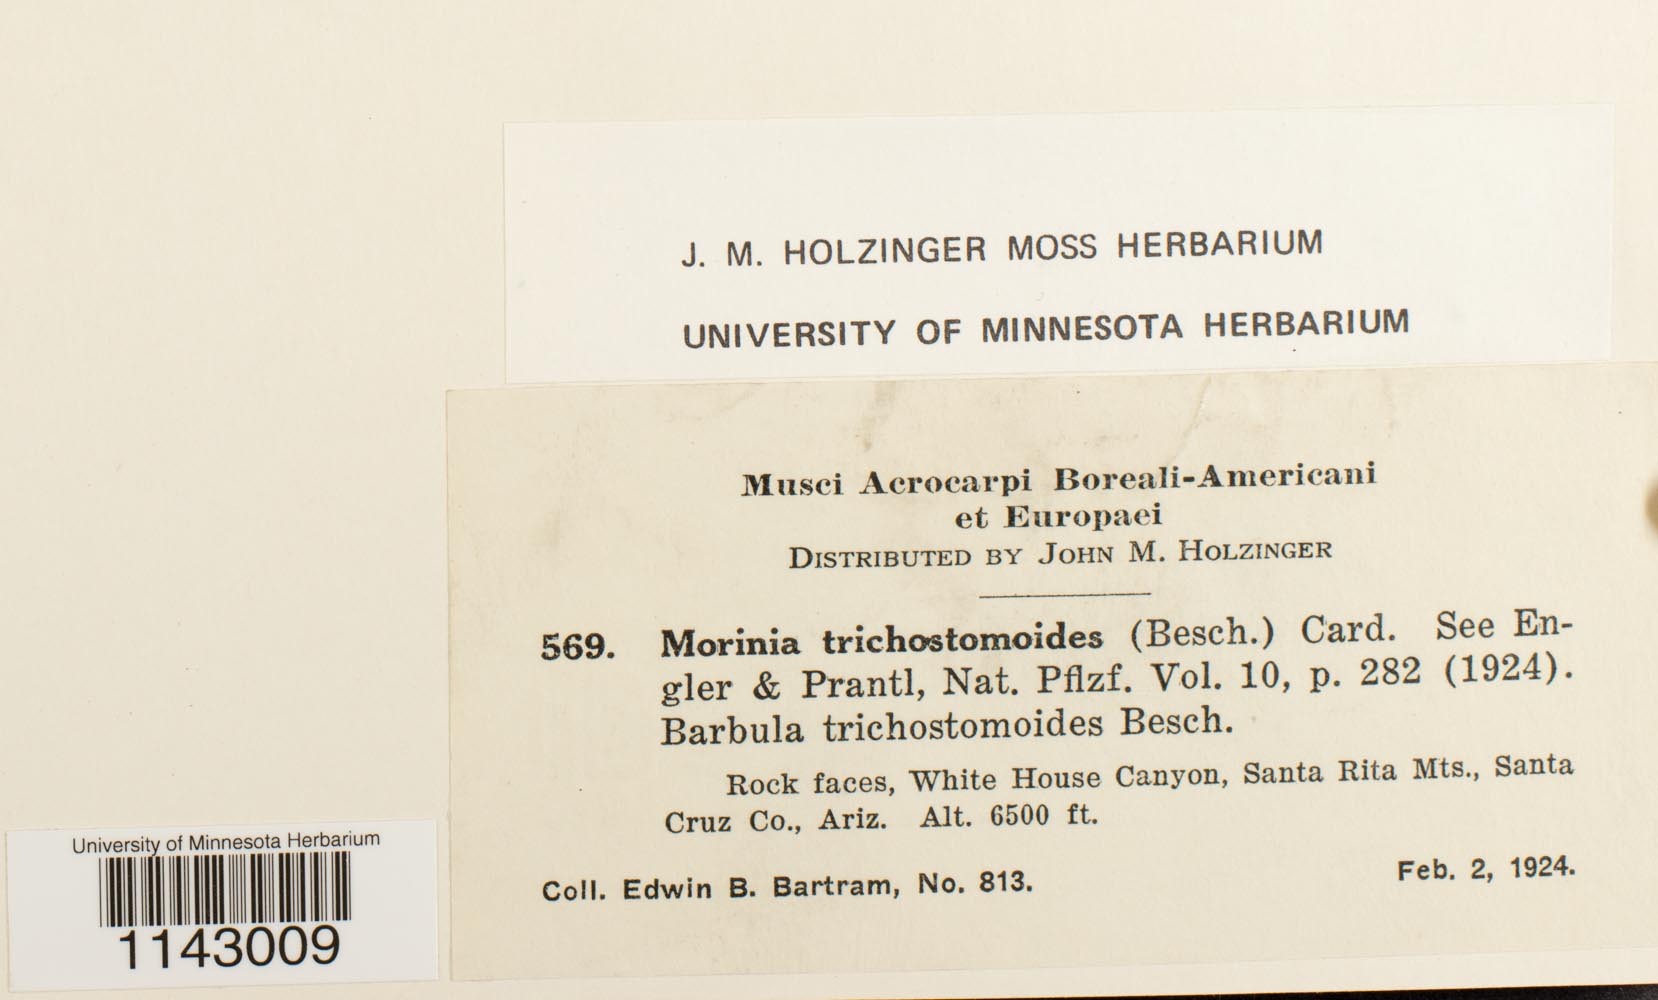 J. M. HOLZINGER MOSS HERBARIUM
UNIVERSITY OF MINNESOTA HERBARIUM
Musci Acrocarpi Boreali-Americani
et Europaei
DISTRIBUTED BY JOHN M. HOLZINGER
569. Morinia trichostomoides (Besch.) Card. See En-
gler & Prantl, Nat. Pflzf. Vol. 10, p. 282 (1924).
Barbula trichostomoides Besch.
Rock faces, White House Canyon, Santa Rita Mts., Santa
Cruz Co., Ariz. Alt. 6500 ft.
Coll. Edwin B. Bartram, No. 813. Feb. 2, 1924.
University of Minnesota Herbarium
1143009